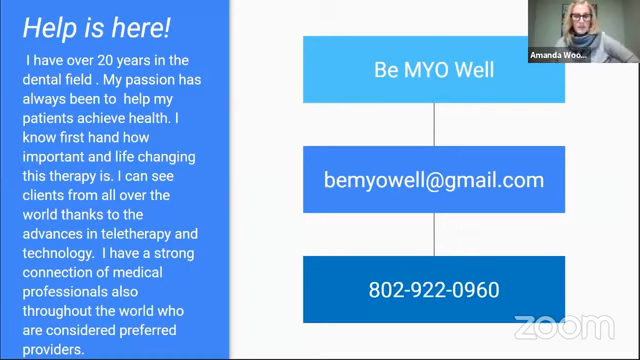 Help is here!
I have over 20 years in the
dental field . My passion has
always been to help my
patients achieve health. I
know first hand how
important and life changing
this therapy is. I can see
clients from all over the
world thanks to the
advances in teletherapy and
technology. I have a strong
connection of medical
professionals also
throughout the world who
are considered preferred
providers.
Be MYO Well
bemyowell@gmail.com
802-922-0960
Amanda Woo...
zoom